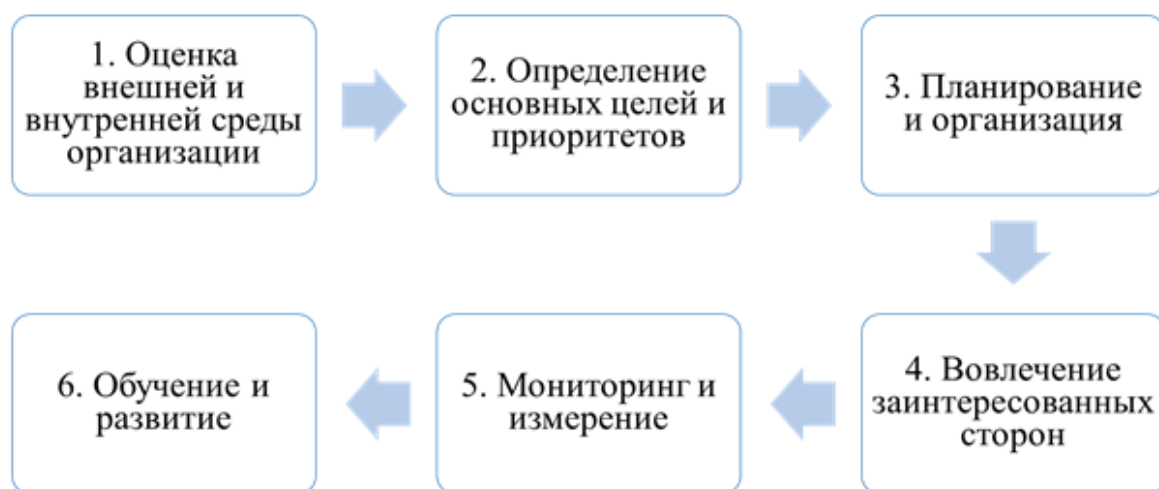 1. Оценка
внешней и
внутренней среды
организации
2. Определение
основных целей и
приоритетов
3. Планирование
и организация
4. Вовлечение
заинтересованных
сторон
5. Мониторинг и
измерение
6. Обучение и
развитие